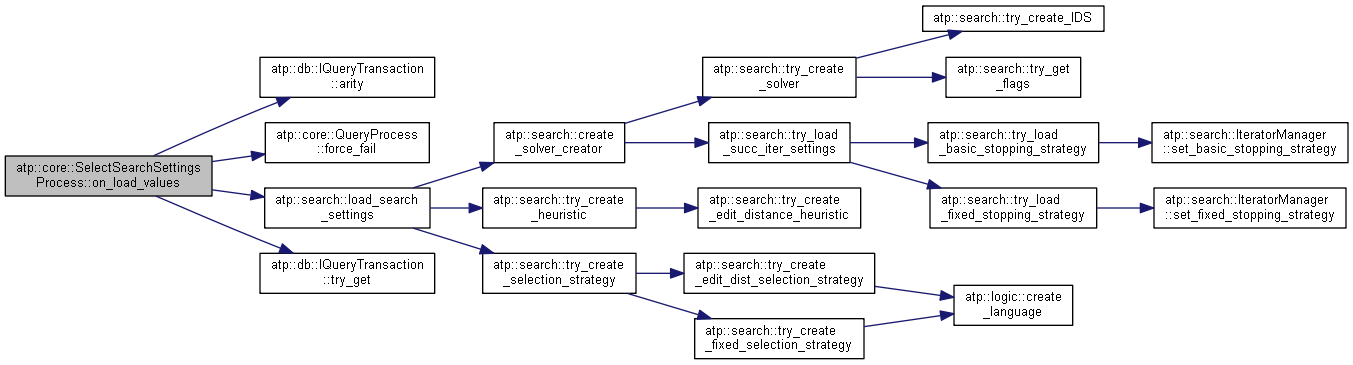 atp::core::SelectSearchSettings
Process::on_load_values
atp::db::IQueryTransaction
::arity
atp::core::QueryProcess
::force_fail
atp::search::load_search
_settings
atp::db::IQueryTransaction
::try_get
atp::search::create
_solver_creator
atp::search::try_create
_heuristic
atp::search::try_create
_selection_strategy
atp::search::try_create
_solver
atp::search::try_load
_succ_iter_settings
atp::search::try_create
_edit_distance_heuristic
atp::search::try_create
_edit_dist_selection_strategy
atp::search::try_create
_fixed_selection_strategy
atp::search::try_create_IDS
atp::search::try_get
_flags
atp::search::try_load
_basic_stopping_strategy
atp::search::try_load
_fixed_stopping_strategy
atp::logic::create
_language
atp::search::IteratorManager
::set_basic_stopping_strategy
atp::search::IteratorManager
::set_fixed_stopping_strategy